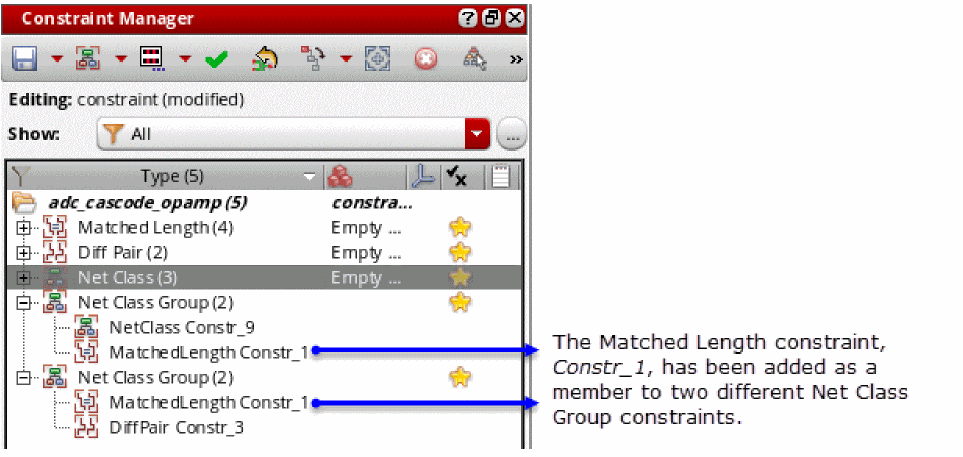 Constraint Manager
Editing: constraint (modified)
Show: All ...
Type (5)
adc_cascode_opamp (5) constra...
Matched Length (4) Empty ...
Diff Pair (2) Empty ...
Net Class (3) Empty ...
Net Class Group (2)
NetClass Constr_9
MatchedLength Constr_1
Net Class Group (2)
MatchedLength Constr_1
DiffPair Constr_3
The Matched Length constraint,
Constr_1, has been added as a
member to two different Net Class
Group constraints.